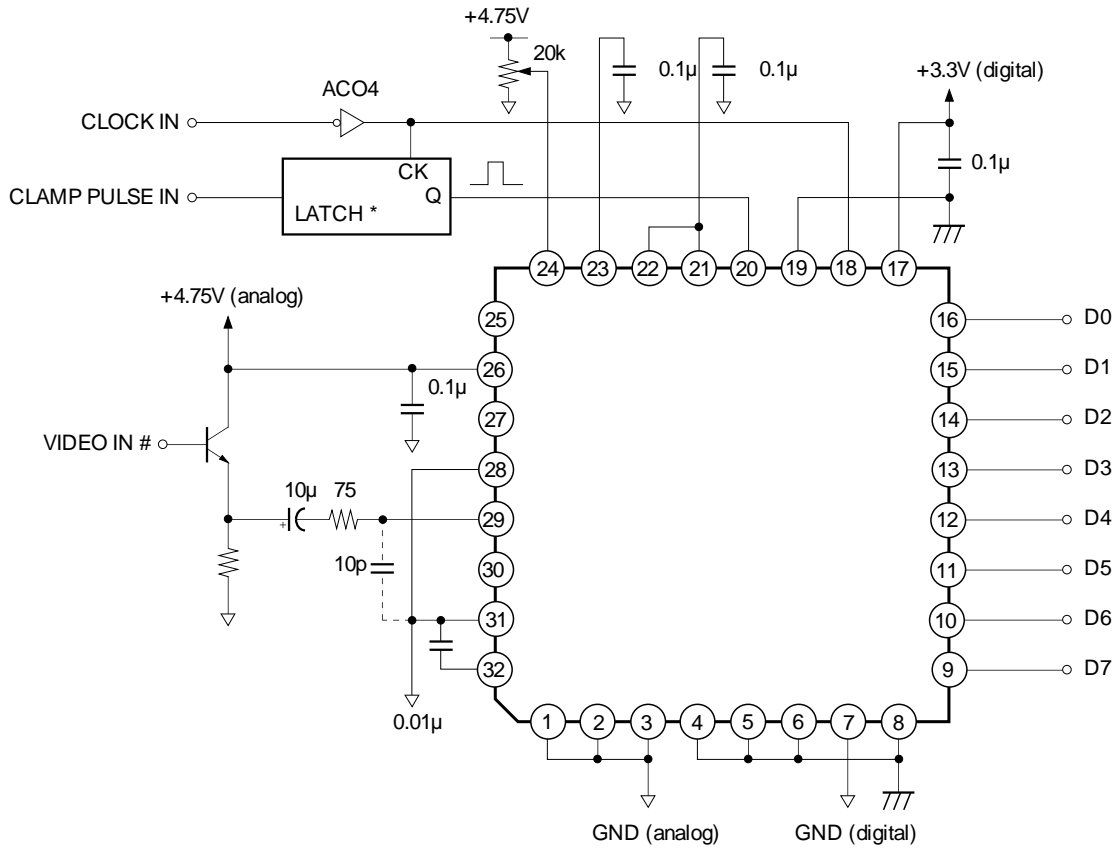 +4.75V
20k
0.1µ
0.1µ
+3.3V (digital)
ACO4
CLOCK IN
0.1µ
CK
CLAMP PULSE IN
Q
LATCH *
24
23
22
21
20
19
18
17
+4.75V (analog)
25
16
D0
26
15
D1
0.1µ
27
14
D2
VIDEO IN #
28
13
D3
10µ
75
29
12
D4
10p
30
11
D5
31
10
D6
32
9
D7
0.01µ
1
2
3
4
5
6
7
8
GND (analog)
GND (digital)